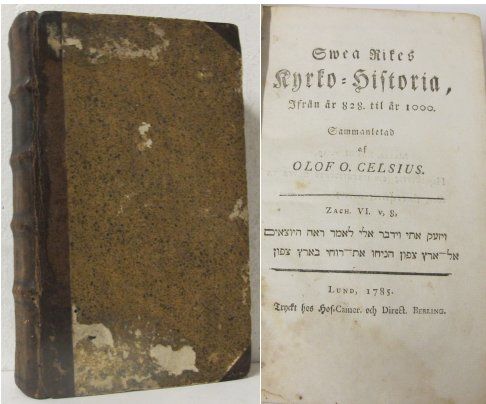 Swea Rikes
Kyrko-Historia,
Ifrån år 828. til år 1000.
Sammanletad
af
OLOF O. CELSIUS.
ZACH. VI. v, 8,
ויזעק אתי וידבר אלי לאמר ראה היוצאים
אל־ארץ צפון הניחו את־רוחי בארץ צפון
LUND, 1785.
Tryckt hos Hof-Camer. och Direct. BERLING.